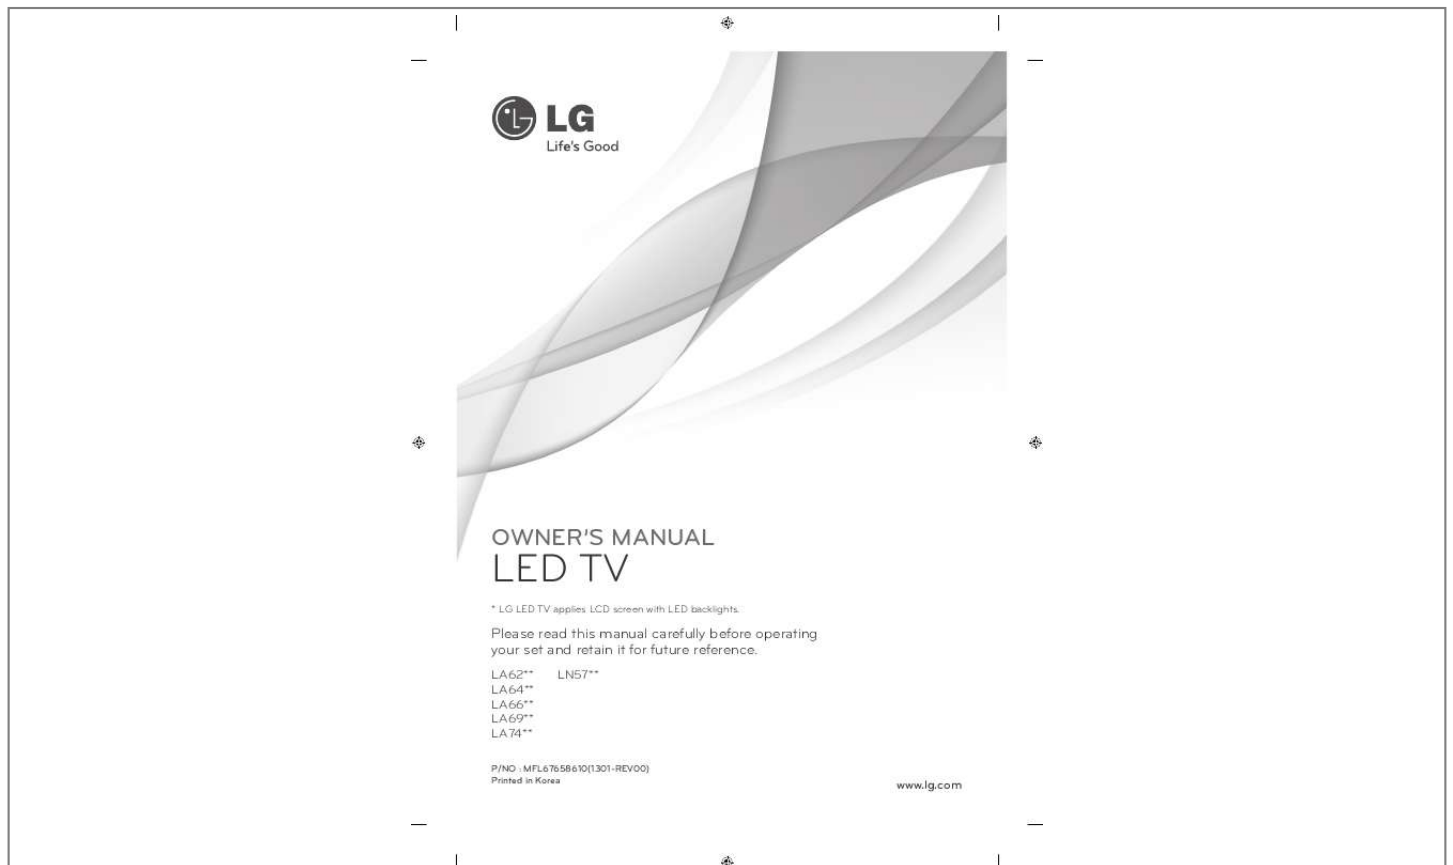 LG
Life's Good
OWNER'S MANUAL
LED TV
* LG LED TV applies LCD screen with LED backlights.
Please read this manual carefully before operating
your set and retain it for future reference.
LA62** LN57**
LA64**
LA66**
LA69**
LA74**
P/NO : MFL67658610(1301-REV00)
Printed in Korea
www.lg.com